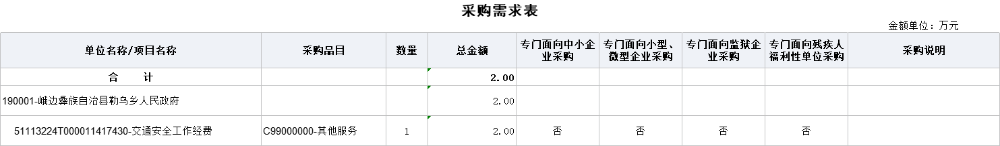 采购需求表
金额单位：万元
单位名称/项目名称 采购品目 数量 总金额 专门面向中小企业采购 专门面向小型、微型企业采购 专门面向监狱企业采购 专门面向残疾人福利性单位采购 采购说明
合 计 2.00
190001-峨边彝族自治县勒乌乡人民政府 2.00
51113224T000011417430-交通安全工作经费 C99000000-其他服务 1 2.00 否 否 否 否